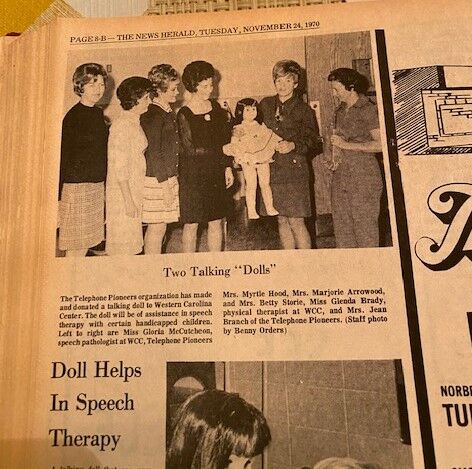 PAGE 8-B — THE NEWS HERALD, TUESDAY, NOVEMBER 24, 1970
Two Talking "Dolls"
The Telephone Pioneers organization has made
and donated a talking doll to Western Carolina
Center. The doll will be of assistance in speech
therapy with certain handicapped children.
Left to right are Miss Gloria McCutcheon,
speech pathologist at WCC, Telephone Pioneers
Mrs. Myrtle Hood, Mrs. Marjorie Arrowood,
and Mrs. Betty Storie, Miss Glenda Brady,
physical therapist at WCC, and Mrs. Jean
Branch of the Telephone Pioneers. (Staff photo
by Benny Orders)
Doll Helps
In Speech
Therapy
A talking doll that
NORBE
TU